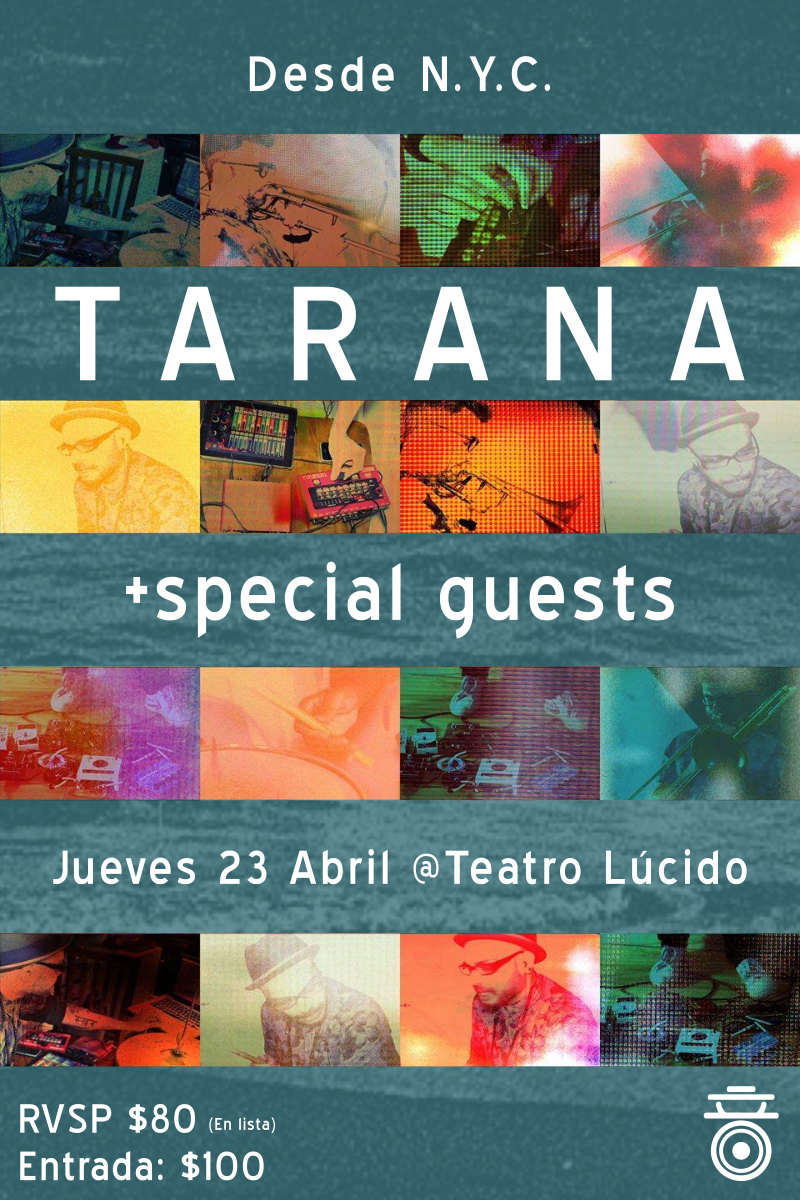 Desde N.Y.C.
TARANA
+special guests
Jueves 23 Abril @Teatro Lúcido
RVSP $80 (En lista)
Entrada: $100